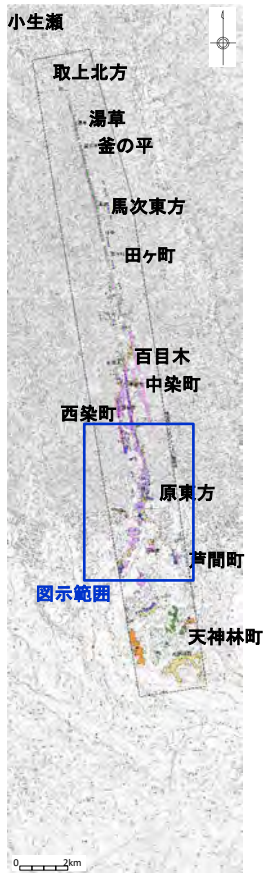 小生瀬
取上北方
湯草
釜の平
馬次東方
田ヶ町
百目木
中染町
西染町
原東方
芦間町
図示範囲
天神林町
0 2km